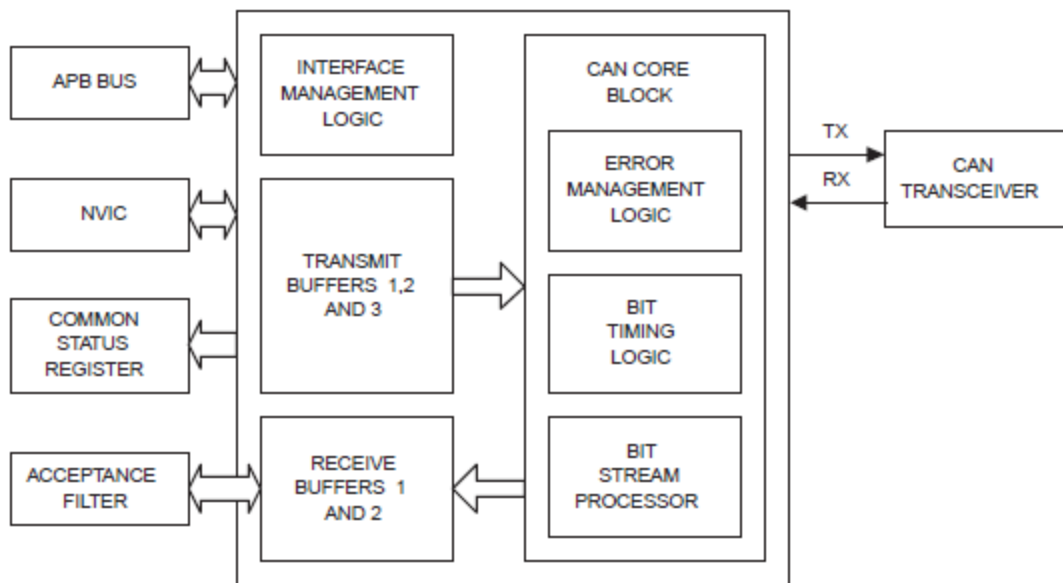 APB BUS
NVIC
COMMON
STATUS
REGISTER
ACCEPTANCE
FILTER
INTERFACE
MANAGEMENT
LOGIC
TRANSMIT
BUFFERS 1,2
AND 3
RECEIVE
BUFFERS 1
AND 2
CAN CORE
BLOCK
ERROR
MANAGEMENT
LOGIC
BIT
TIMING
LOGIC
BIT
STREAM
PROCESSOR
TX
RX
CAN
TRANSCEIVER